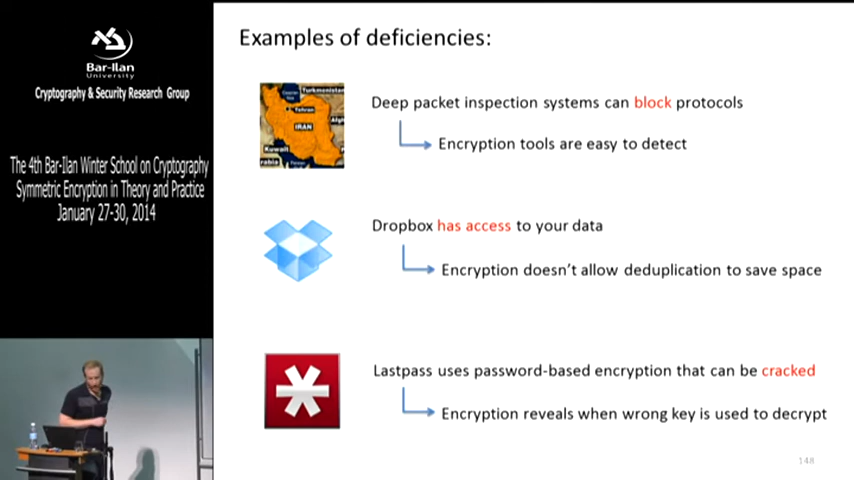 Bar-Ilan
University
Cryptography & Security Research Group
The 4th Bar-Ilan Winter School on Cryptography
Symmetric Encryption in Theory and Practice
January 27-30, 2014
Examples of deficiencies:
Turkmenistan
Tehran
IRAN
Kuwait
Deep packet inspection systems can block protocols
Encryption tools are easy to detect
Dropbox has access to your data
Encryption doesn't allow deduplication to save space
Lastpass uses password-based encryption that can be cracked
Encryption reveals when wrong key is used to decrypt
148